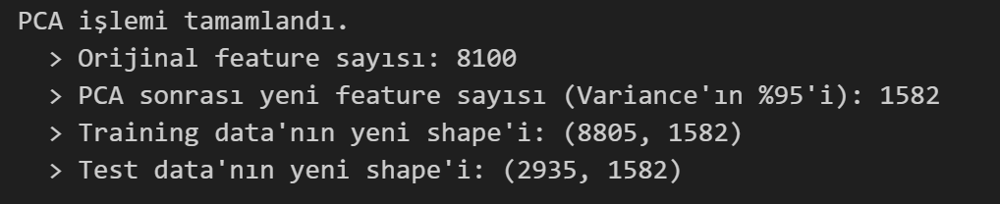 PCA işlemi tamamlandı.
> Orijinal feature sayısı: 8100
> PCA sonrası yeni feature sayısı (Variance'ın %95'i): 1582
> Training data'nın yeni shape'i: (8805, 1582)
> Test data'nın yeni shape'i: (2935, 1582)